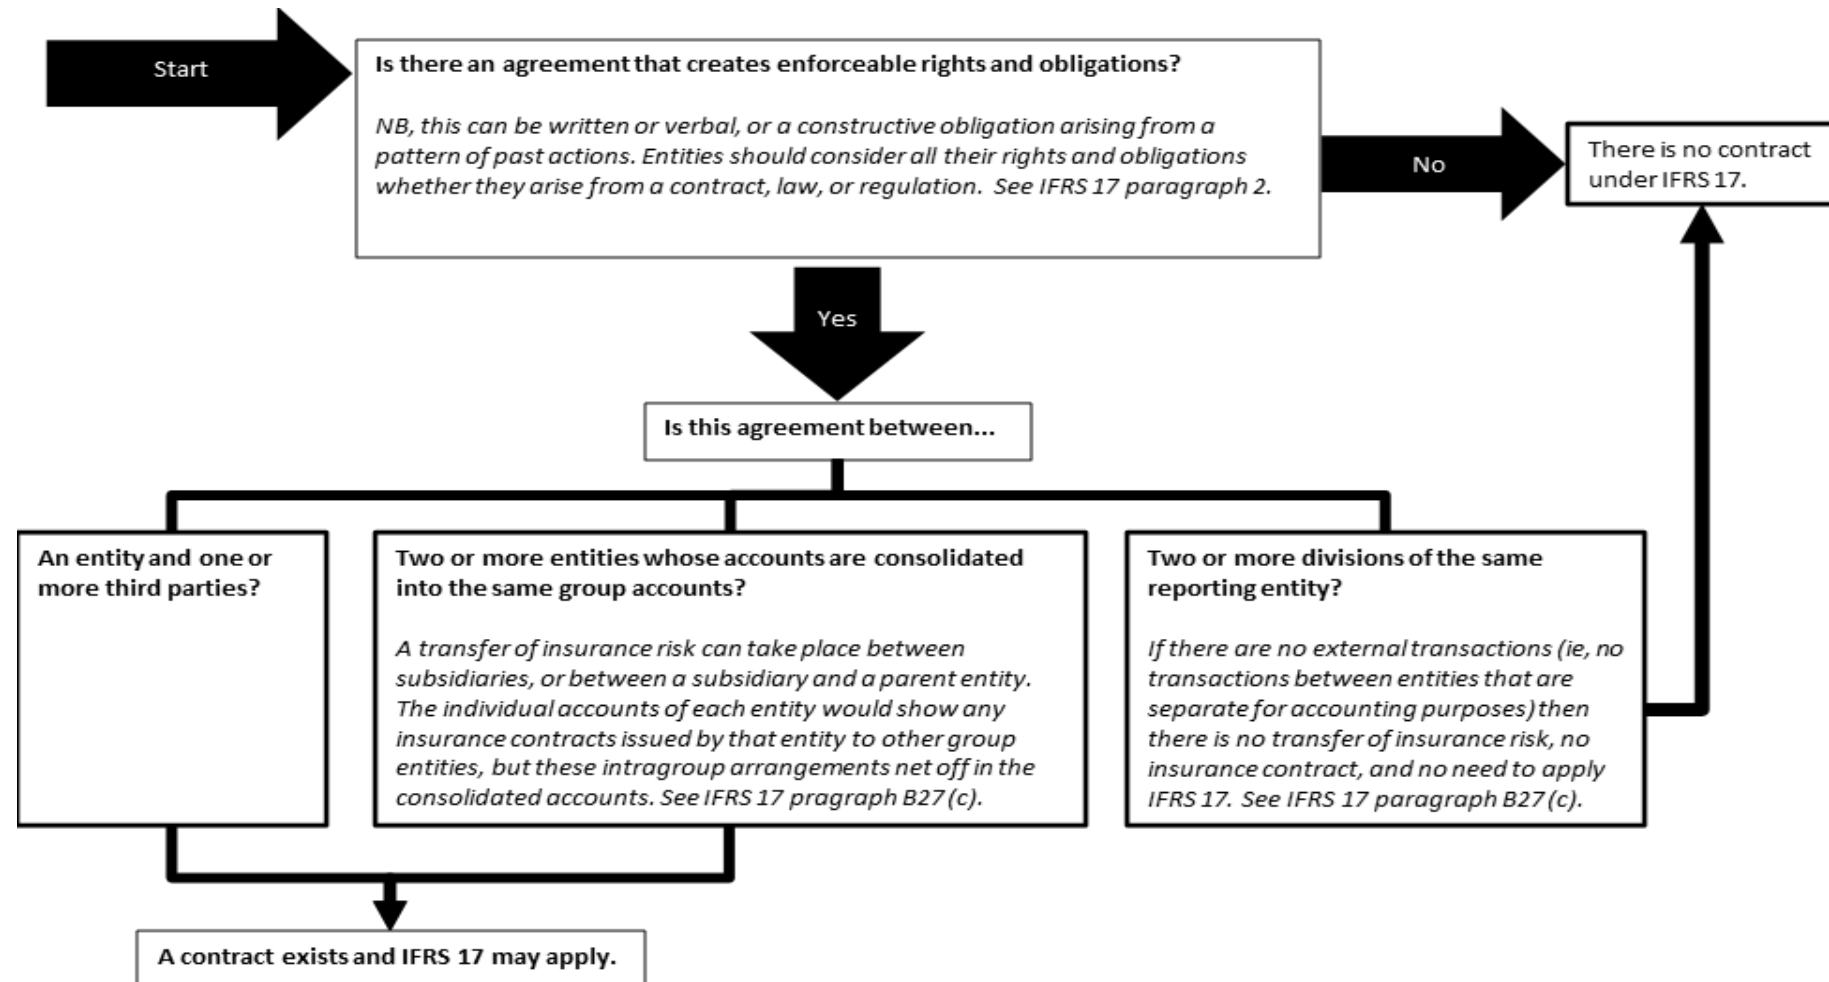 Start
Is there an agreement that creates enforceable rights and obligations?
NB, this can be written or verbal, or a constructive obligation arising from a
pattern of past actions. Entities should consider all their rights and obligations
whether they arise from a contract, law, or regulation.  See IFRS 17 paragraph 2.
No
There is no contract
under IFRS 17.
Yes
Is this agreement between...
An entity and one or
more third parties?
Two or more entities whose accounts are consolidated
into the same group accounts?
A transfer of insurance risk can take place between
subsidiaries, or between a subsidiary and a parent entity.
The individual accounts of each entity would show any
insurance contracts issued by that entity to other group
entities, but these intragroup arrangements net off in the
consolidated accounts. See IFRS 17 pragraph B27 (c).
Two or more divisions of the same
reporting entity?
If there are no external transactions (ie, no
transactions between entities that are
separate for accounting purposes) then
there is no transfer of insurance risk, no
insurance contract, and no need to apply
IFRS 17.  See IFRS 17 paragraph B27 (c).
A contract exists and IFRS 17 may apply.